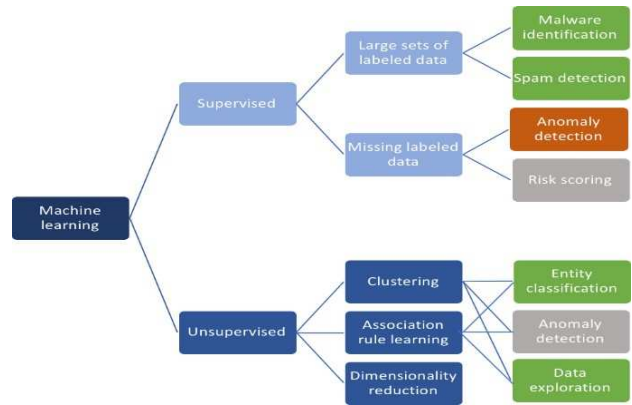 Malware
identification
Large sets of
labeled data
Spam detection
Supervised
Anomaly
detection
Missing labeled
data
Risk scoring
Machine
learning
Clustering
Entity
classification
Unsupervised
Association
rule learning
Anomaly
detection
Dimensionality
reduction
Data
exploration